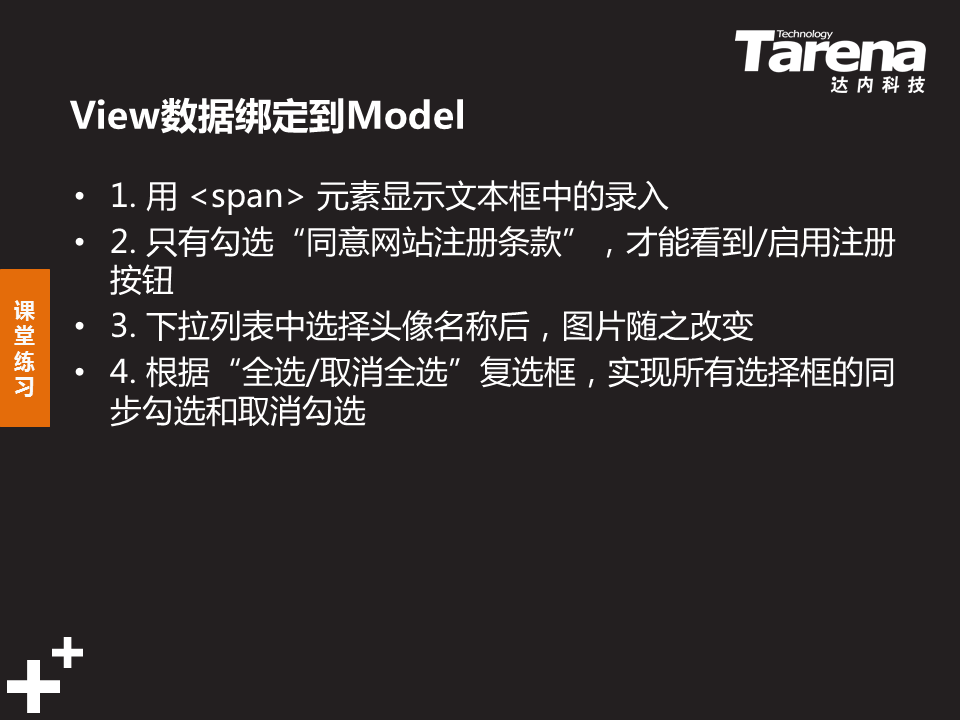 Technology
Tarena
达内科技
View数据绑定到Model
• 1. 用 <span> 元素显示文本框中的录入
• 2. 只有勾选“同意网站注册条款”，才能看到/启用注册
按钮
• 3. 下拉列表中选择头像名称后，图片随之改变
• 4. 根据“全选/取消全选”复选框，实现所有选择框的同
步勾选和取消勾选
课
堂
练
习